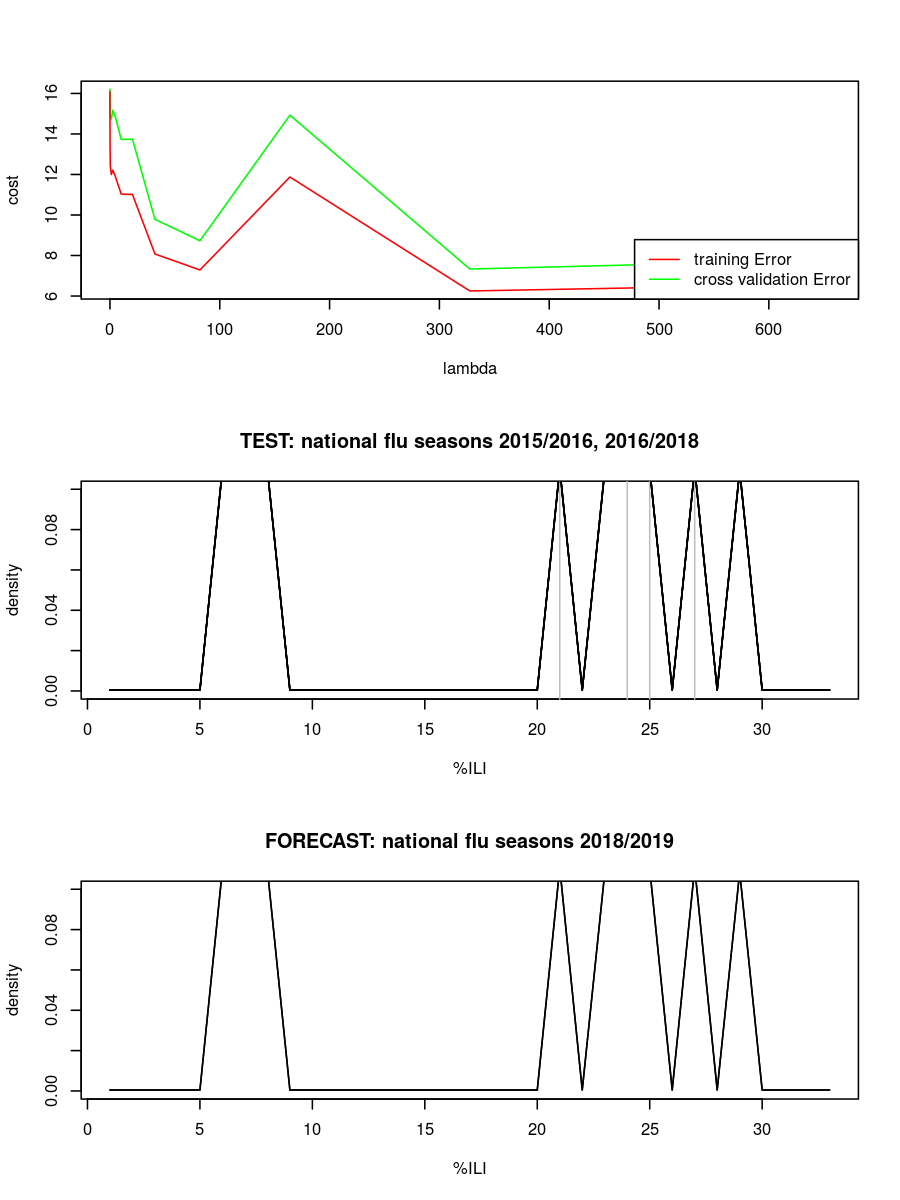 16
14
12
10
8
6
cost
training Error
cross validation Error
0 100 200 300 400 500 600
lambda
TEST: national flu seasons 2015/2016, 2016/2018
0.08
0.04
0.00
density
0 5 10 15 20 25 30
%ILI
FORECAST: national flu seasons 2018/2019
0.08
0.04
0.00
density
0 5 10 15 20 25 30
%ILI